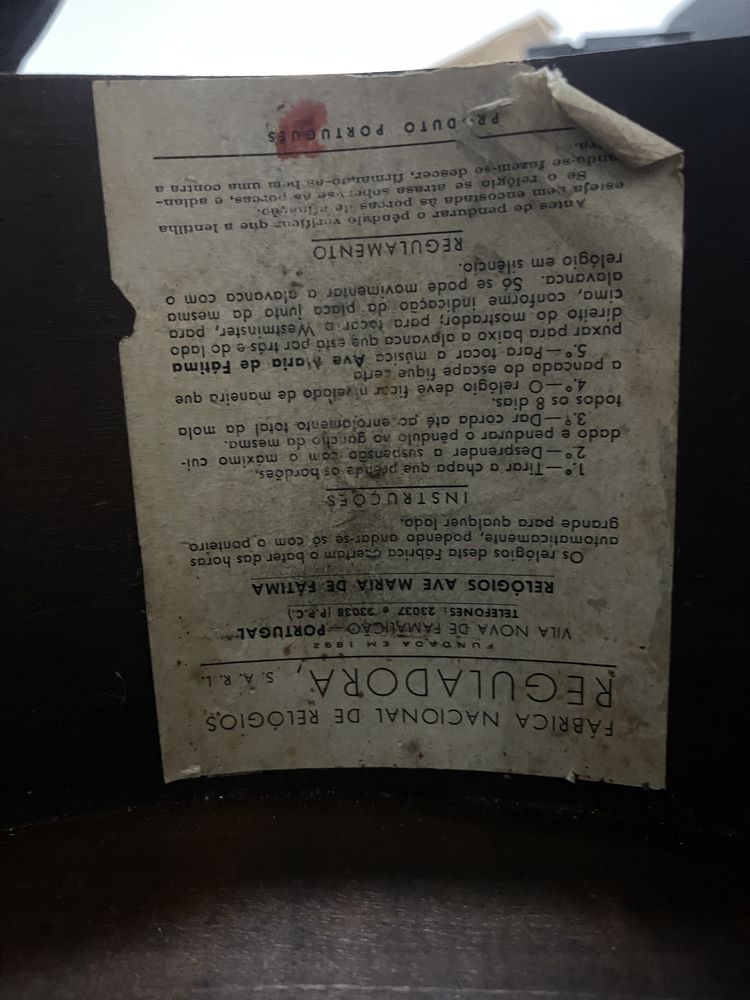 FÁBRICA NACIONAL DE RELÓGIOS
REGULADORA, S. A. R. L.
FUNDADA EM 1892
VILA NOVA DE FAMALICÃO—PORTUGAL
TELEFONES: 23037 e 23038 (P.P.C.)
RELÓGIOS AVE MARIA DE FÁTIMA
Os relógios desta Fábrica acertam o bater das horas
automàticamente, podendo andar-se só com o ponteiro
grande para qualquer lado.
INSTRUÇÕES
1.º—Tirar a chapa que prende os bordões.
2.º—Desprender a suspensão com o máximo cui-
dado e pendurar o pêndulo no gancho da mesma.
3.º—Dar corda até ao enrolamento total da mola
todos os 8 dias.
4.º—O relógio deve ficar nivelado de maneira que
a pancada do escape fique certa
5.º—Para tocar a música Ave Maria de Fátima
puxar para baixo a alavanca que está por trás e do lado
direito do mostrador; para tocar a Westminster, para
cima, conforme indicação da placa junta da mesma
alavanca. Só se pode movimentar a alavanca com o
relógio em silêncio.
REGULAMENTO
Antes de pendurar o pêndulo verificar que a lentilha
esteja bem encostada às porcas de afinação.
Se o relógio se atrasa sobem-se as porcas, e adian-
tando-se fazem-se descer, firmando-as bem uma contra a
outra.
PRODUTO PORTUGUÊS